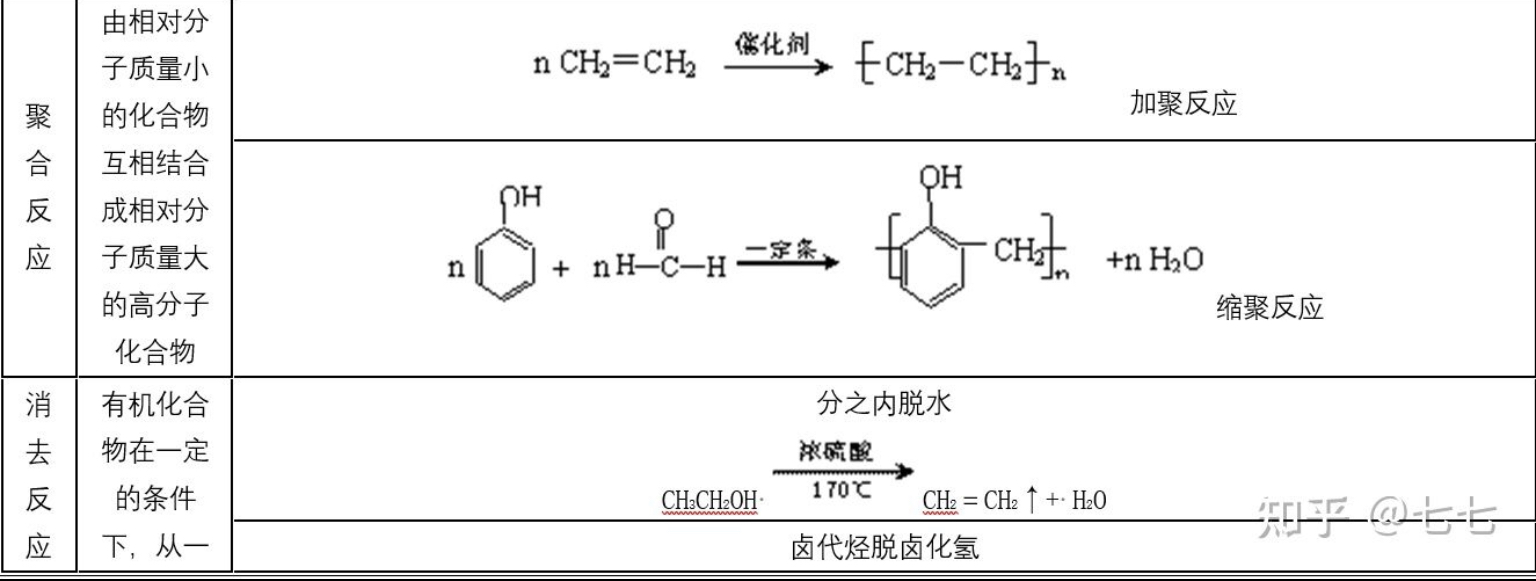 聚合反应
由相对分
子质量小
的化合物
互相结合
成相对分
子质量大
的高分子
化合物
n CH₂=CH₂ 催化剂 [CH₂—CH₂]n
加聚反应
OH
n + n H—C—H
O
一定条
OH
CH₂
n
+n H₂O
缩聚反应
消去反应
有机化合
物在一定
的条件
下，从一
分之内脱水
浓硫酸
170℃
CH₃CH₂OH CH₂=CH₂↑+ H₂O
卤代烃脱卤化氢
知乎 @七七